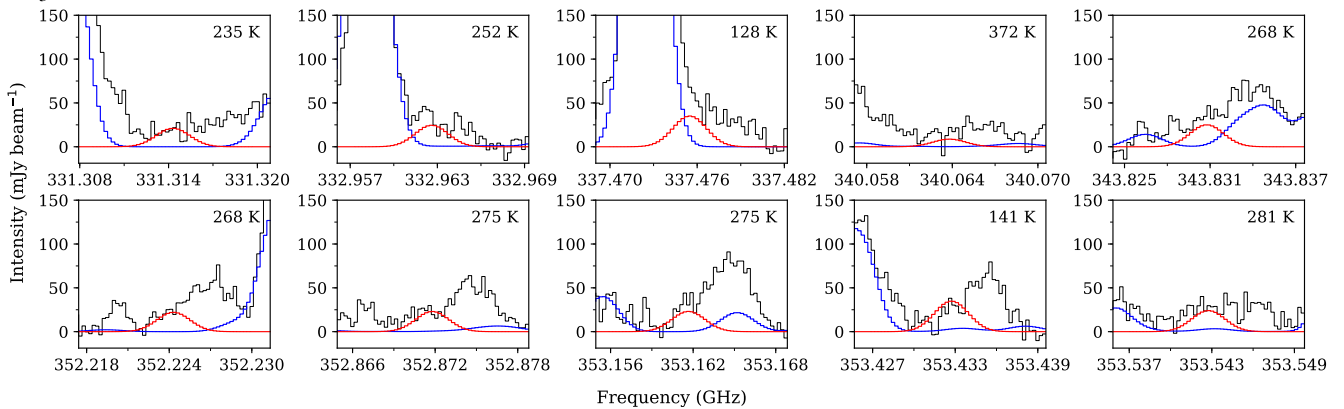 235 K
252 K
128 K
372 K
268 K
150
100
50
0
331.308 331.314 331.320
332.957 332.963 332.969
337.470 337.476 337.482
340.058 340.064 340.070
343.825 343.831 343.837
268 K
275 K
275 K
141 K
281 K
150
100
50
0
352.218 352.224 352.230
352.866 352.872 352.878
353.156 353.162 353.168
353.427 353.433 353.439
353.537 353.543 353.549
Intensity (mJy beam⁻¹)
Frequency (GHz)